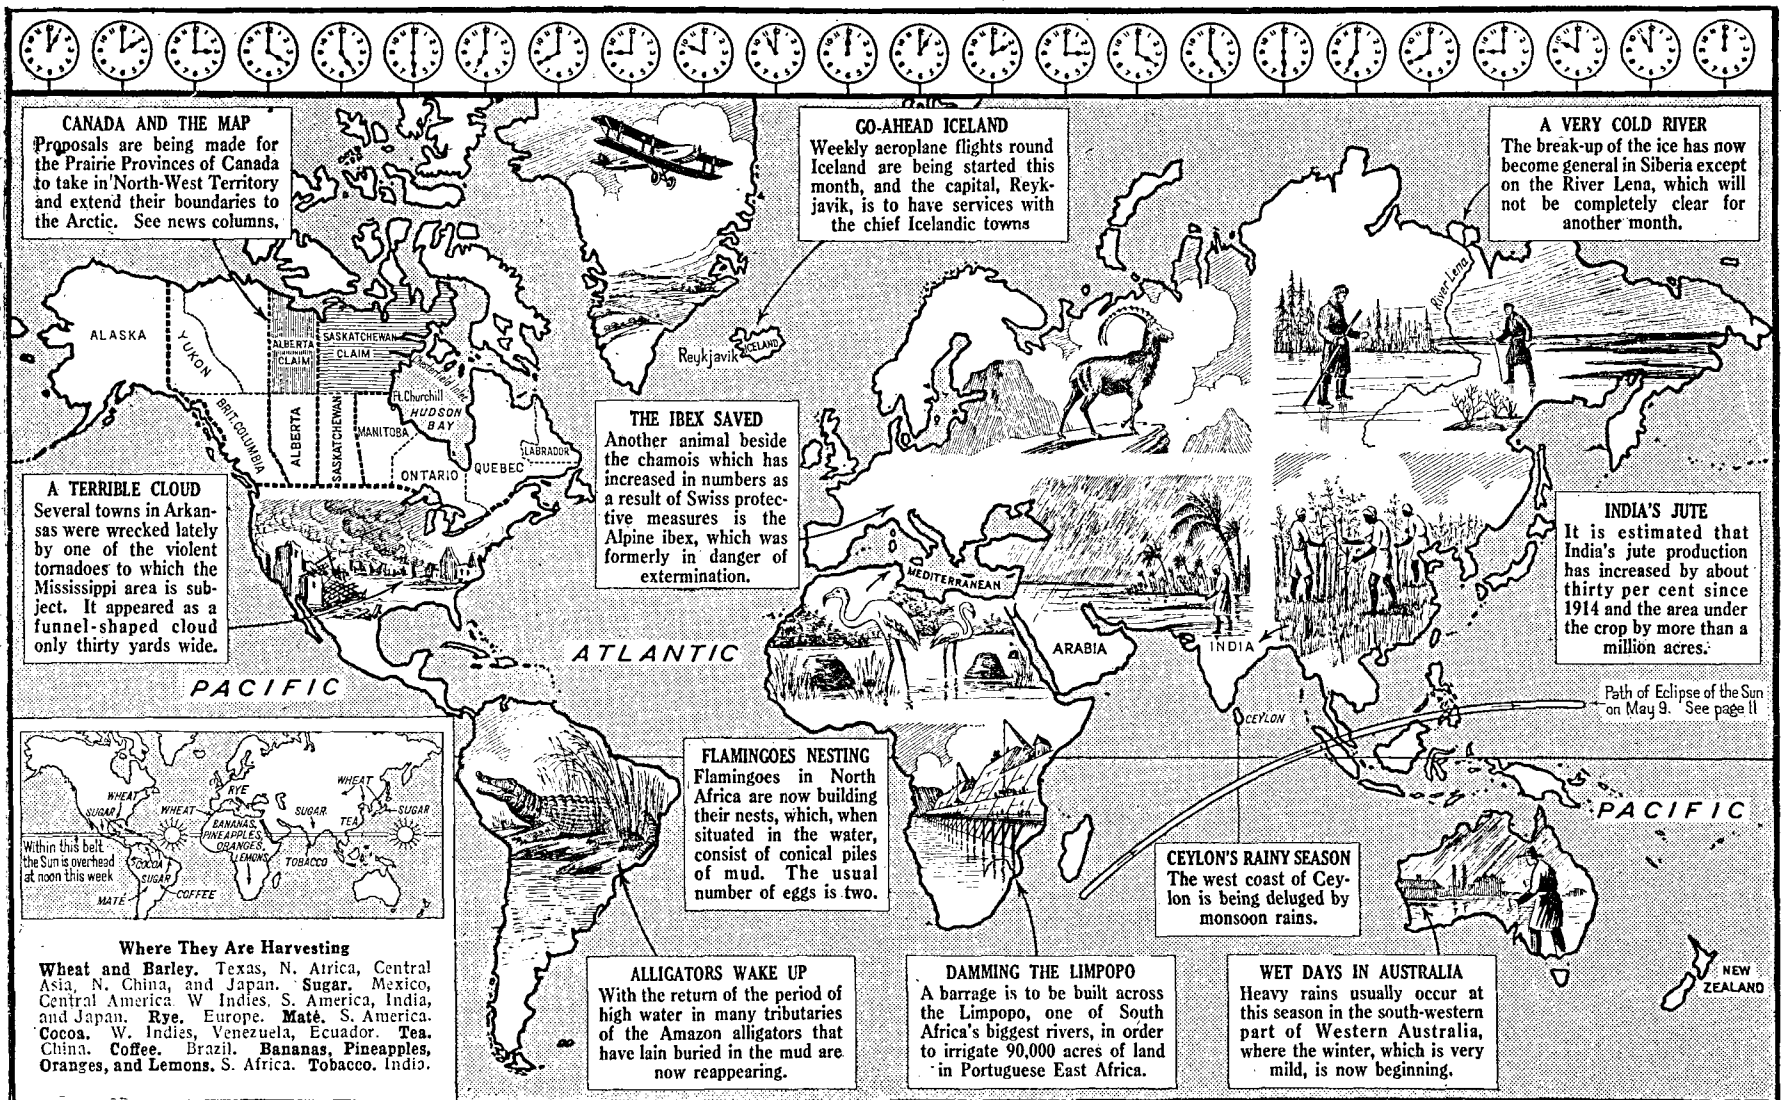 CANADA AND THE MAP
Proposals are being made for
the Prairie Provinces of Canada
to take in North-West Territory
and extend their boundaries to
the Arctic. See news columns.
GO-AHEAD ICELAND
Weekly aeroplane flights round
Iceland are being started this
month, and the capital, Reyk-
javik, is to have services with
the chief Icelandic towns
A VERY COLD RIVER
The break-up of the ice has now
become general in Siberia except
on the River Lena, which will
not be completely clear for
another month.
ALASKA
YUKON
ALBERTA
CLAIM
SASKATCHEWAN
CLAIM
Chesterfield Inlet
Ft. Churchill
HUDSON
BAY
BRIT. COLUMBIA
ALBERTA
SASKATCHEWAN
MANITOBA
ONTARIO
QUEBEC
LABRADOR
Reykjavik
ICELAND
River Lena
THE IBEX SAVED
Another animal beside
the chamois which has
increased in numbers as
a result of Swiss protec-
tive measures is the
Alpine ibex, which was
formerly in danger of
extermination.
A TERRIBLE CLOUD
Several towns in Arkan-
sas were wrecked lately
by one of the violent
tornadoes to which the
Mississippi area is sub-
ject. It appeared as a
funnel-shaped cloud
only thirty yards wide.
INDIA'S JUTE
It is estimated that
India's jute production
has increased by about
thirty per cent since
1914 and the area under
the crop by more than a
million acres.
MEDITERRANEAN
ATLANTIC
ARABIA
INDIA
PACIFIC
CEYLON
Path of Eclipse of the Sun
on May 9. See page 11
FLAMINGOES NESTING
Flamingoes in North
Africa are now building
their nests, which, when
situated in the water,
consist of conical piles
of mud. The usual
number of eggs is two.
PACIFIC
WHEAT
SUGAR
WHEAT
RYE
BANANAS,
PINEAPPLES,
ORANGES,
LEMONS
SUGAR
WHEAT
TEA
SUGAR
TOBACCO
COCOA
SUGAR
MATÉ
COFFEE
Within this belt
the Sun is overhead
at noon this week
CEYLON'S RAINY SEASON
The west coast of Cey-
lon is being deluged by
monsoon rains.
Where They Are Harvesting
Wheat and Barley. Texas, N. Africa, Central
Asia, N. China, and Japan. Sugar. Mexico,
Central America. W Indies, S. America, India,
and Japan. Rye. Europe. Maté. S. America.
Cocoa. W. Indies, Venezuela, Ecuador. Tea.
China. Coffee. Brazil. Bananas, Pineapples,
Oranges, and Lemons. S. Africa. Tobacco. India.
ALLIGATORS WAKE UP
With the return of the period of
high water in many tributaries
of the Amazon alligators that
have lain buried in the mud are
now reappearing.
DAMMING THE LIMPOPO
A barrage is to be built across
the Limpopo, one of South
Africa's biggest rivers, in order
to irrigate 90,000 acres of land
in Portuguese East Africa.
WET DAYS IN AUSTRALIA
Heavy rains usually occur at
this season in the south-western
part of Western Australia,
where the winter, which is very
mild, is now beginning.
NEW
ZEALAND